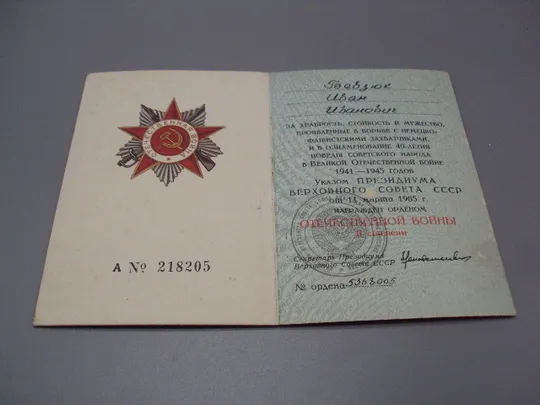 ОТЕЧЕСТВЕННАЯ ВОЙНА
А № 218205
Гоевдюк
Иван
Иванович
ЗА ХРАБРОСТЬ, СТОЙКОСТЬ И МУЖЕСТВО,
ПРОЯВЛЕННЫЕ В БОРЬБЕ С НЕМЕЦКО-
ФАШИСТСКИМИ ЗАХВАТЧИКАМИ,
И В ОЗНАМЕНОВАНИЕ 40-ЛЕТИЯ
ПОБЕДЫ СОВЕТСКОГО НАРОДА
В ВЕЛИКОЙ ОТЕЧЕСТВЕННОЙ ВОЙНЕ
1941—1945 ГОДОВ
УКАЗОМ ПРЕЗИДИУМА
ВЕРХОВНОГО СОВЕТА СССР
от 11 марта 1985 г.
НАГРАЖДЕН ОРДЕНОМ
ОТЕЧЕСТВЕННОЙ ВОЙНЫ
II степени
Секретарь Президиума
Верховного Совета СССР
№ ордена 5368005